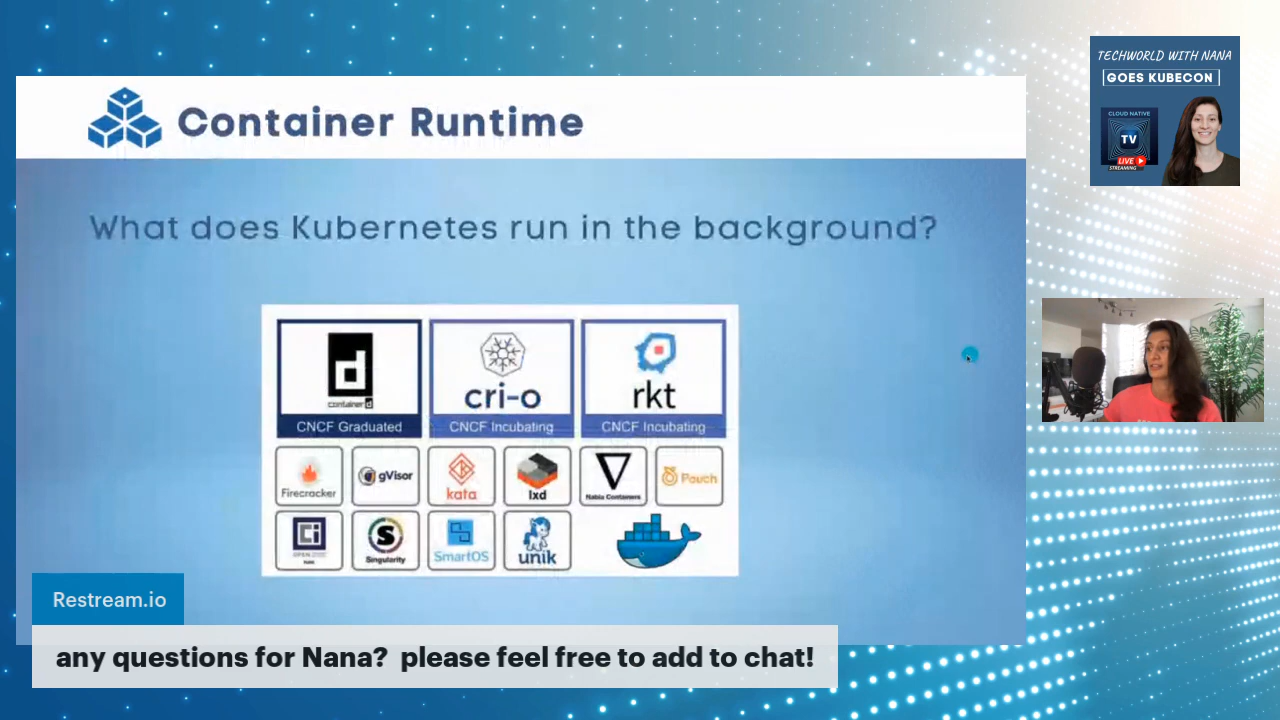 TECHWORLD WITH NANA
GOES KUBECON
CLOUD NATIVE
TV
LIVE
STREAMING
Container Runtime
What does Kubernetes run in the background?
containerd
cri-o
rkt
CNCF Graduated
CNCF Incubating
CNCF Incubating
Firecracker
gVisor
kata
lxd
Nabla Containers
Pouch
Singularity
SmartOS
unik
Restream.io
any questions for Nana?  please feel free to add to chat!